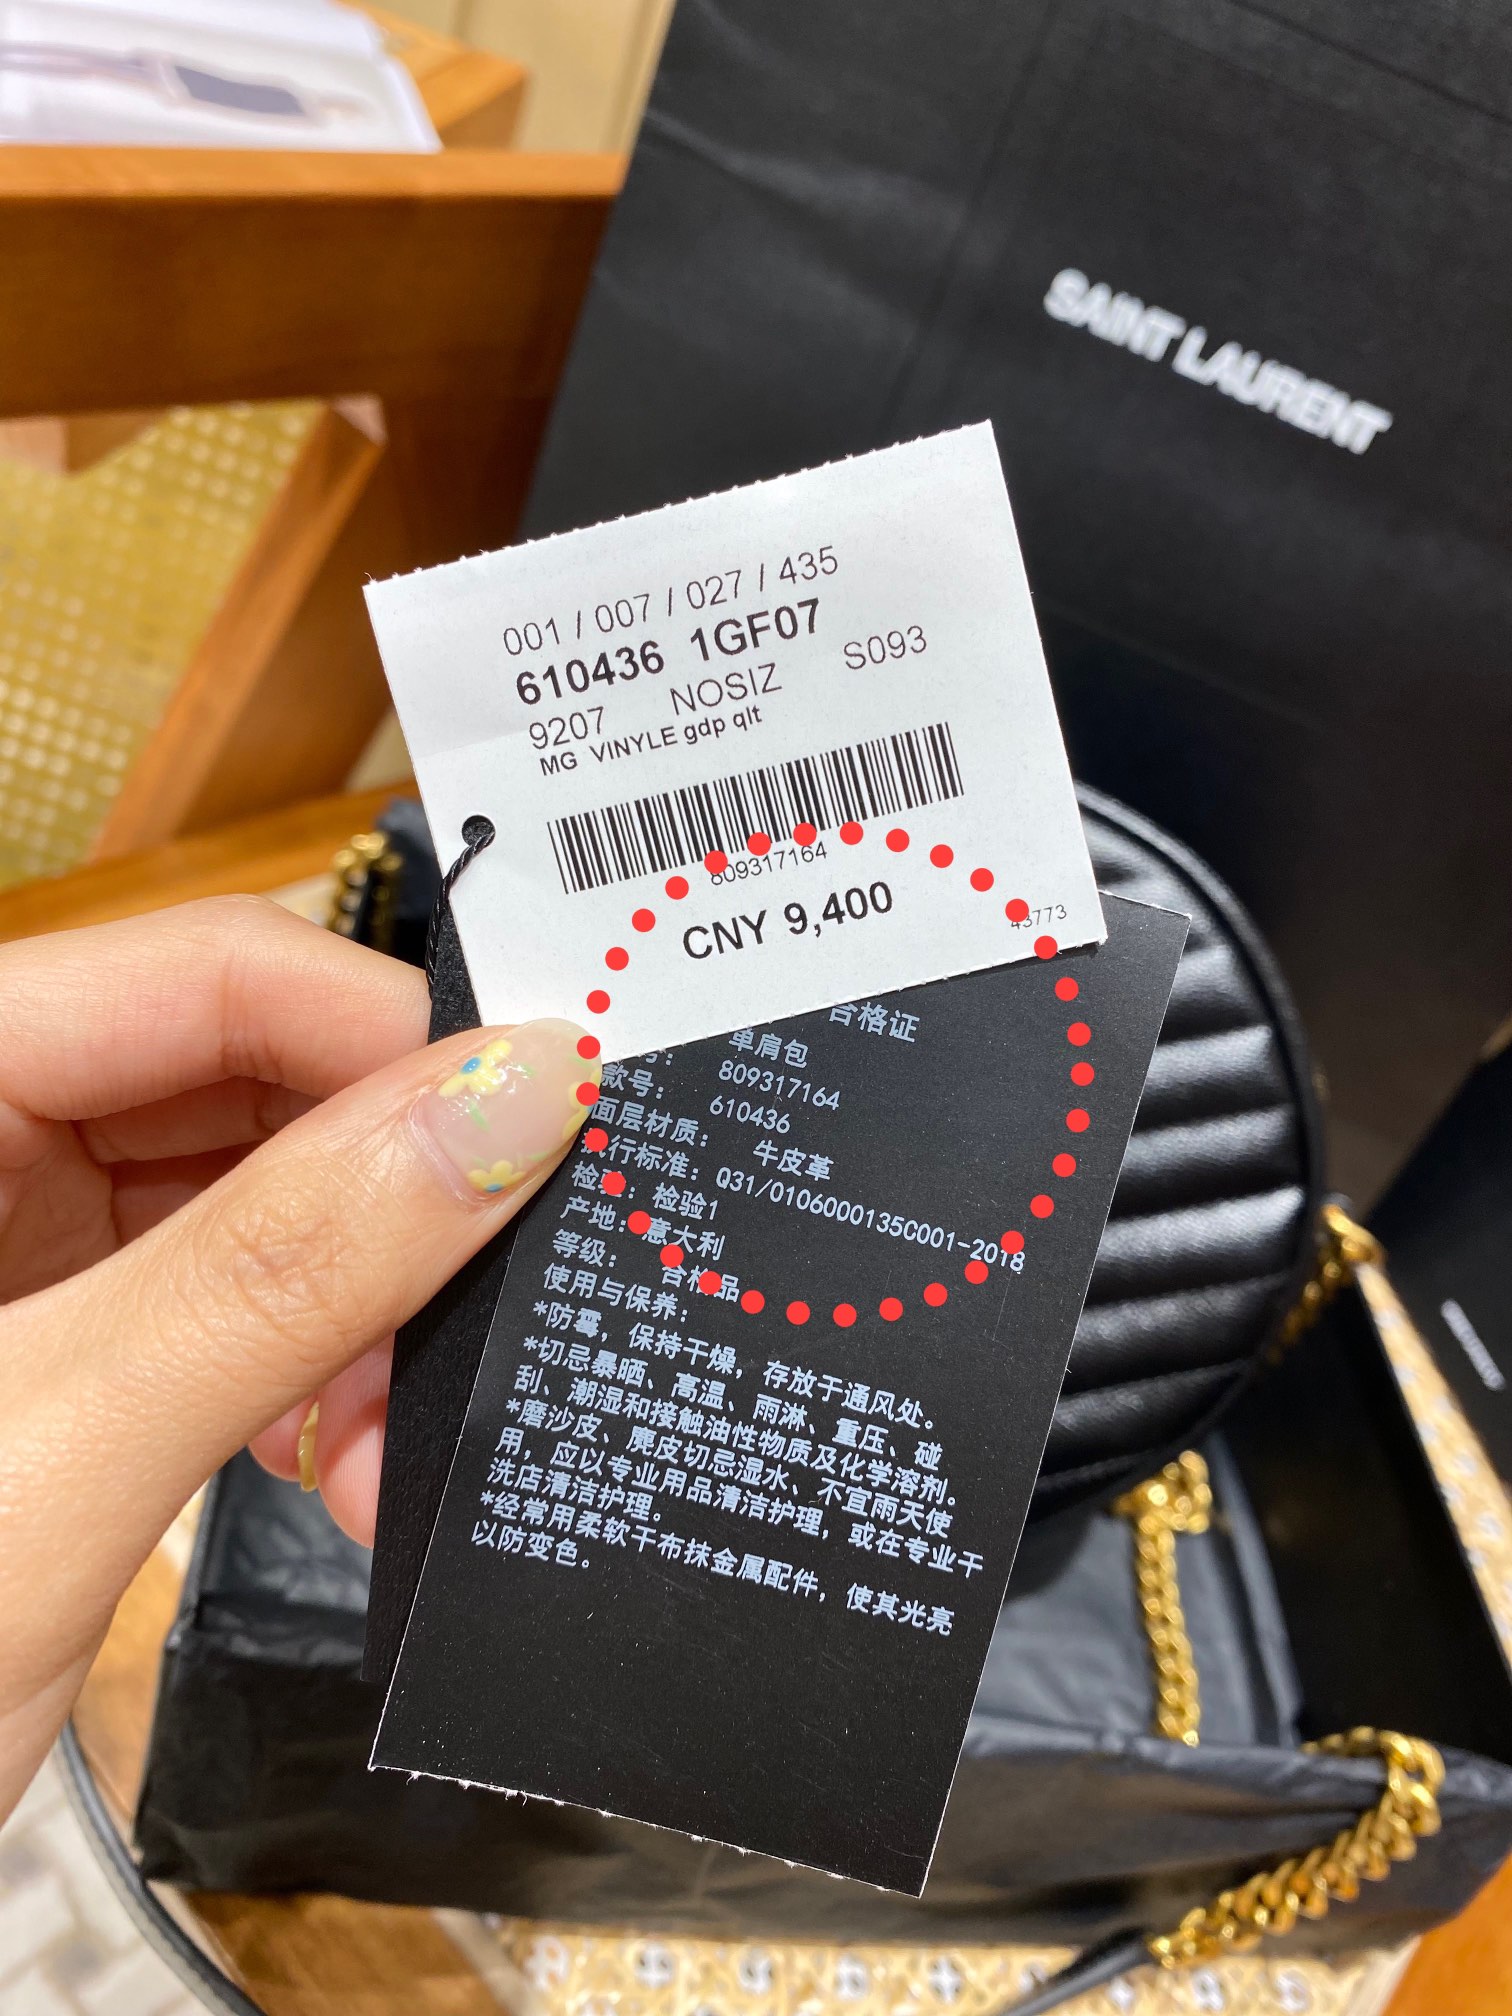 SAINT LAURENT
001 / 007 / 027 / 435
610436 1GF07
9207 NOSIZ S093
MG VINYLE gdp qlt
809317164
CNY 9,400
43773
合格证
单肩包
号: 809317164
款号: 610436
面层材质: 牛皮革
执行标准: Q31/0106000135C001-2018
检验: 检验1
产地: 意大利
等级: 合格品
使用与保养:
*防霉，保持干燥，存放于通风处。
*切忌暴晒、高温、雨淋、重压、碰
刮、潮湿和接触油性物质及化学溶剂。
*磨沙皮、麂皮切忌湿水、不宜雨天使
用，应以专业用品清洁护理，或在专业干
洗店清洁护理。
*经常用柔软干布抹金属配件，使其光亮
以防变色。